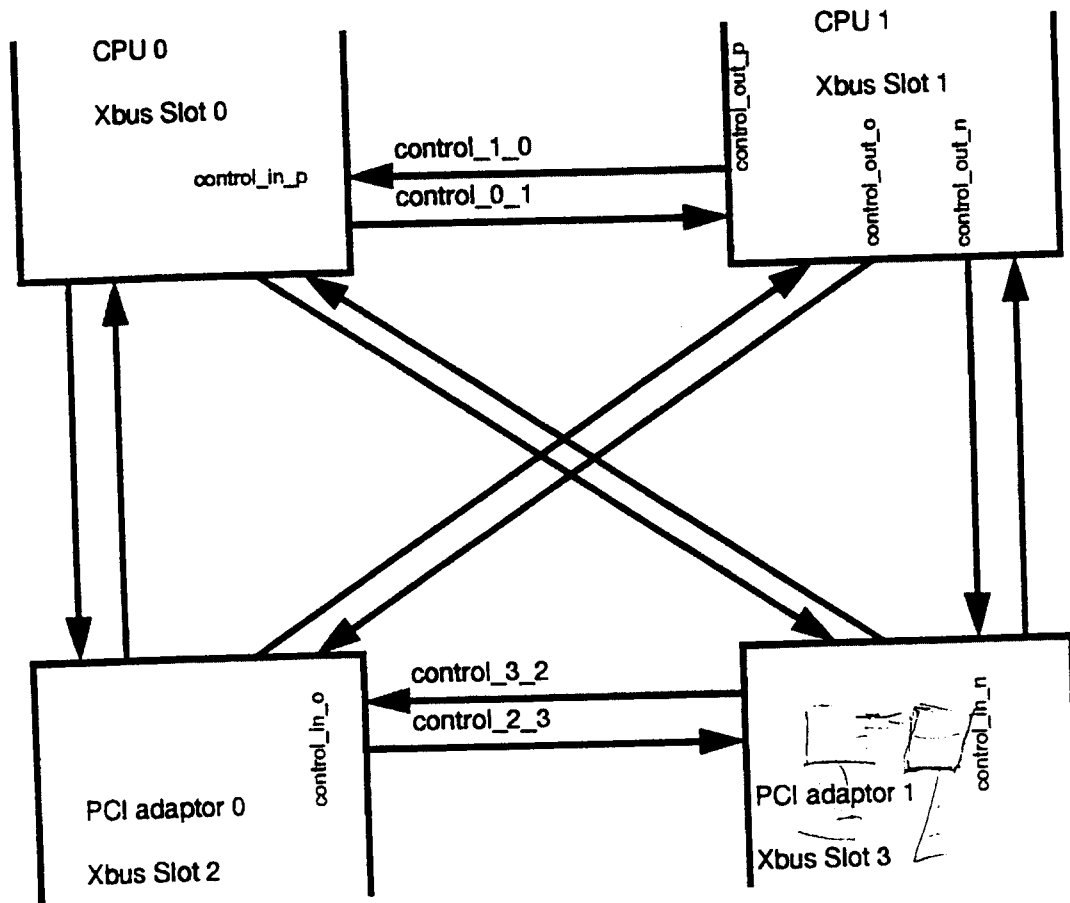 CPU 0
Xbus Slot 0
control_in_p
CPU 1
Xbus Slot 1
control_out_p
control_out_o
control_out_n
control_1_0
control_0_1
control_3_2
control_2_3
control_in_o
PCI adaptor 0
Xbus Slot 2
control_in_n
PCI adaptor 1
Xbus Slot 3